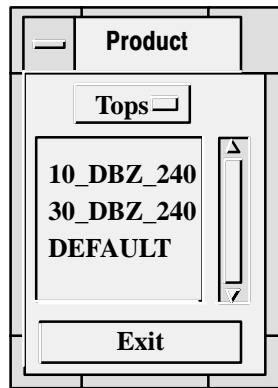 Product
Tops
10_DBZ_240
30_DBZ_240
DEFAULT
Exit